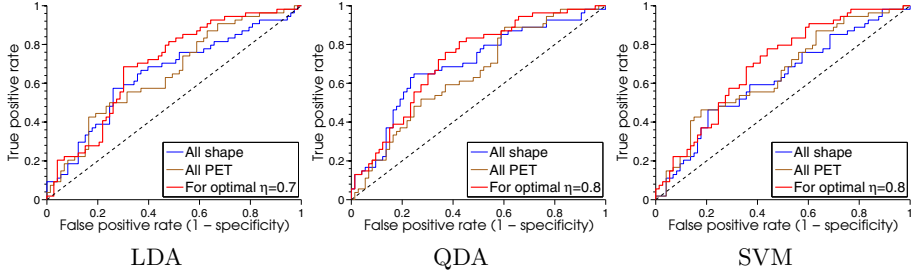 True positive rate
1
0.8
0.6
0.4
0.2
0
0 0.2 0.4 0.6 0.8 1
All shape
All PET
For optimal η=0.7
False positive rate (1 – specificity)
LDA
True positive rate
1
0.8
0.6
0.4
0.2
0
0 0.2 0.4 0.6 0.8 1
All shape
All PET
For optimal η=0.8
False positive rate (1 – specificity)
QDA
True positive rate
1
0.8
0.6
0.4
0.2
0
0 0.2 0.4 0.6 0.8 1
All shape
All PET
For optimal η=0.8
False positive rate (1 – specificity)
SVM